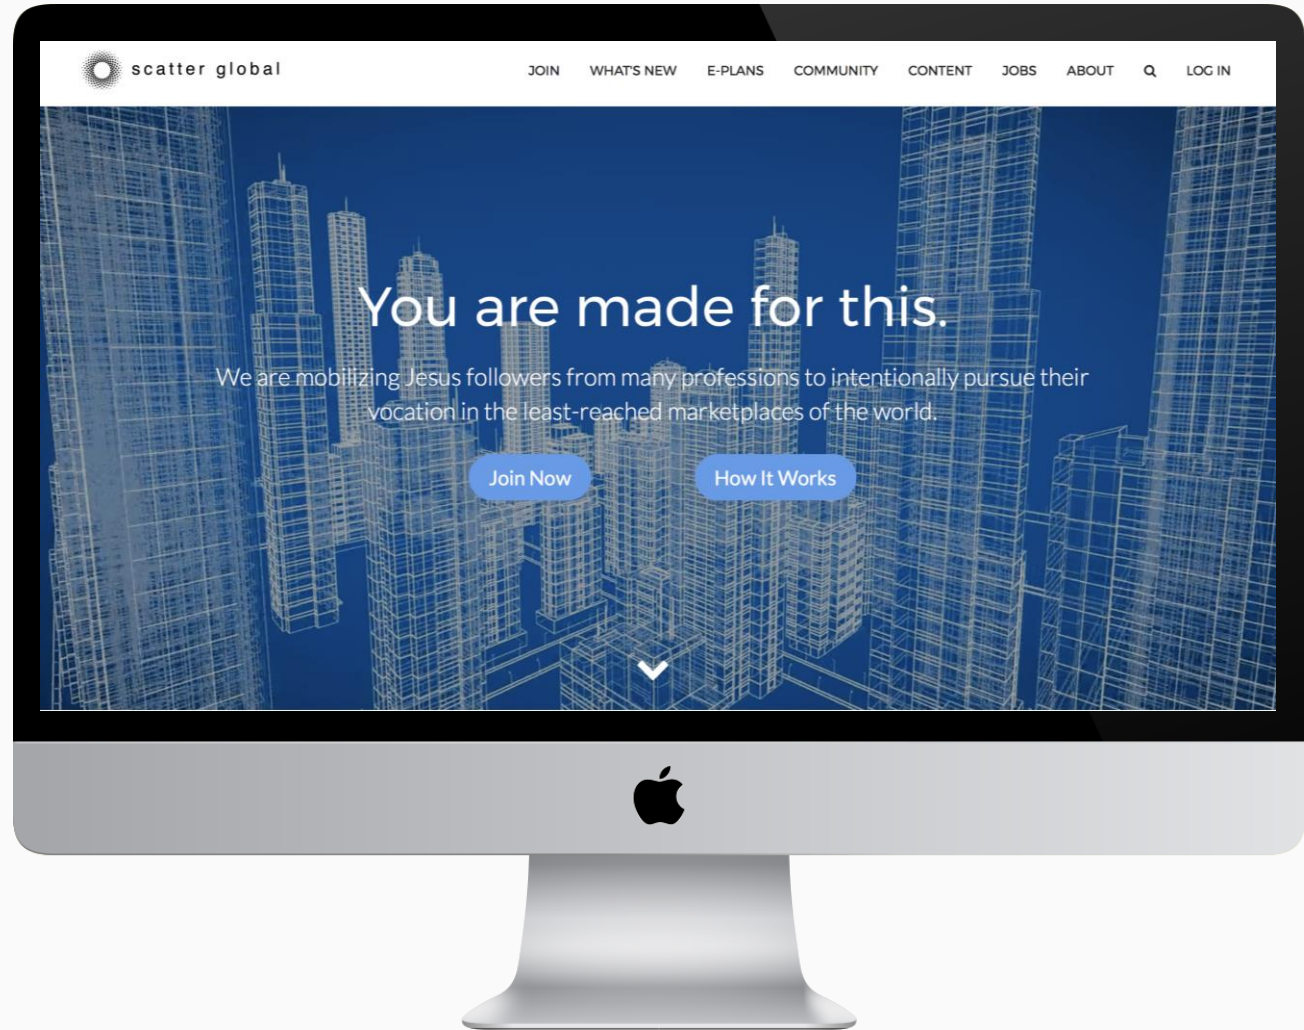 scatter global
JOIN WHAT'S NEW E-PLANS COMMUNITY CONTENT JOBS ABOUT LOG IN
You are made for this.
We are mobilizing Jesus followers from many professions to intentionally pursue their
vocation in the least-reached marketplaces of the world.
Join Now How It Works